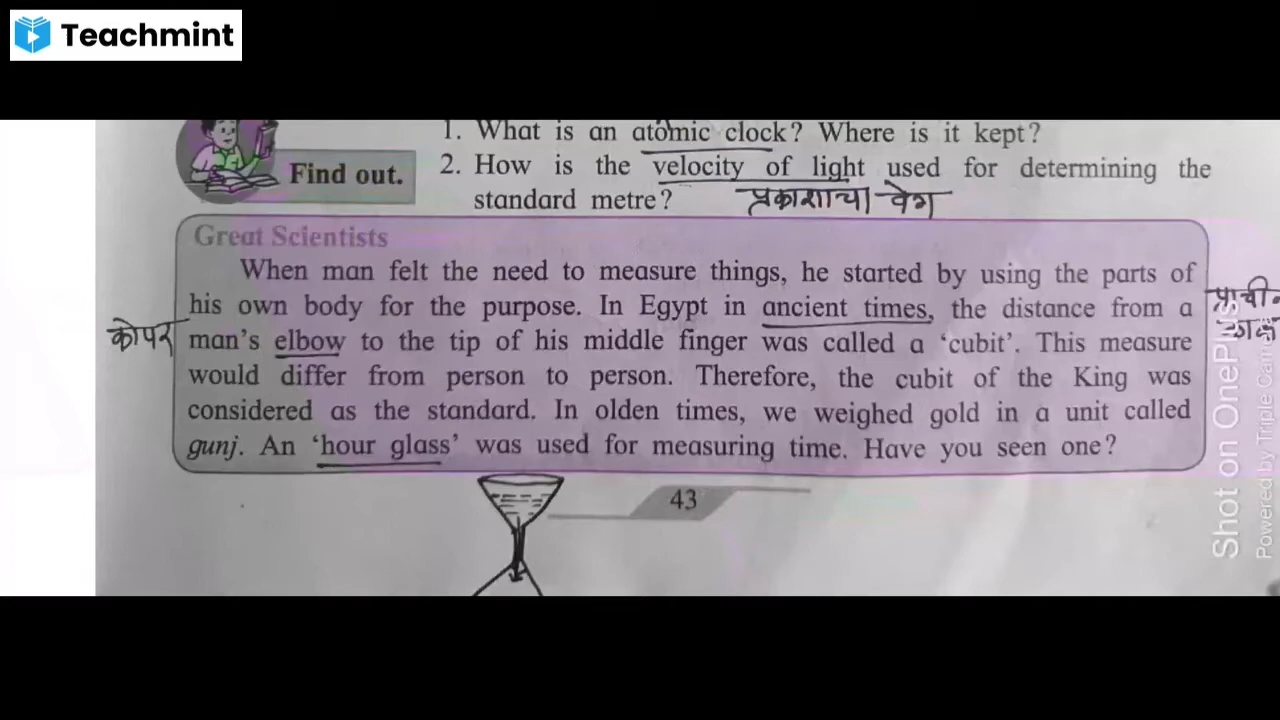 Teachmint
1. What is an atomic clock? Where is it kept?
Find out.
2. How is the velocity of light used for determining the
standard metre? प्रकाशाचा वेग
Great Scientists
When man felt the need to measure things, he started by using the parts of
his own body for the purpose. In Egypt in ancient times, the distance from a
प्राचीन
काळ
कोपर
man's elbow to the tip of his middle finger was called a 'cubit'. This measure
would differ from person to person. Therefore, the cubit of the King was
considered as the standard. In olden times, we weighed gold in a unit called
gunj. An 'hour glass' was used for measuring time. Have you seen one?
43
Shot on OnePlus
Powered by Triple Cam